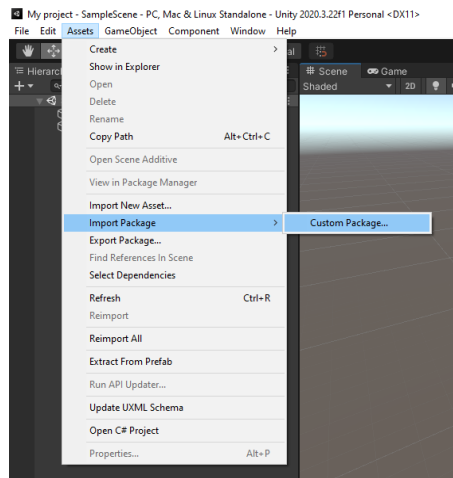 My project - SampleScene - PC, Mac & Linux Standalone - Unity 2020.3.22f1 Personal <DX11>
File Edit Assets GameObject Component Window Help
Create
Show in Explorer
Open
Delete
Rename
Copy Path Alt+Ctrl+C
Open Scene Additive
View in Package Manager
Import New Asset...
Import Package
Custom Package...
Export Package...
Find References In Scene
Select Dependencies
Refresh Ctrl+R
Reimport
Reimport All
Extract From Prefab
Run API Updater...
Update UXML Schema
Open C# Project
Properties... Alt+P
Scene Game
Shaded 2D